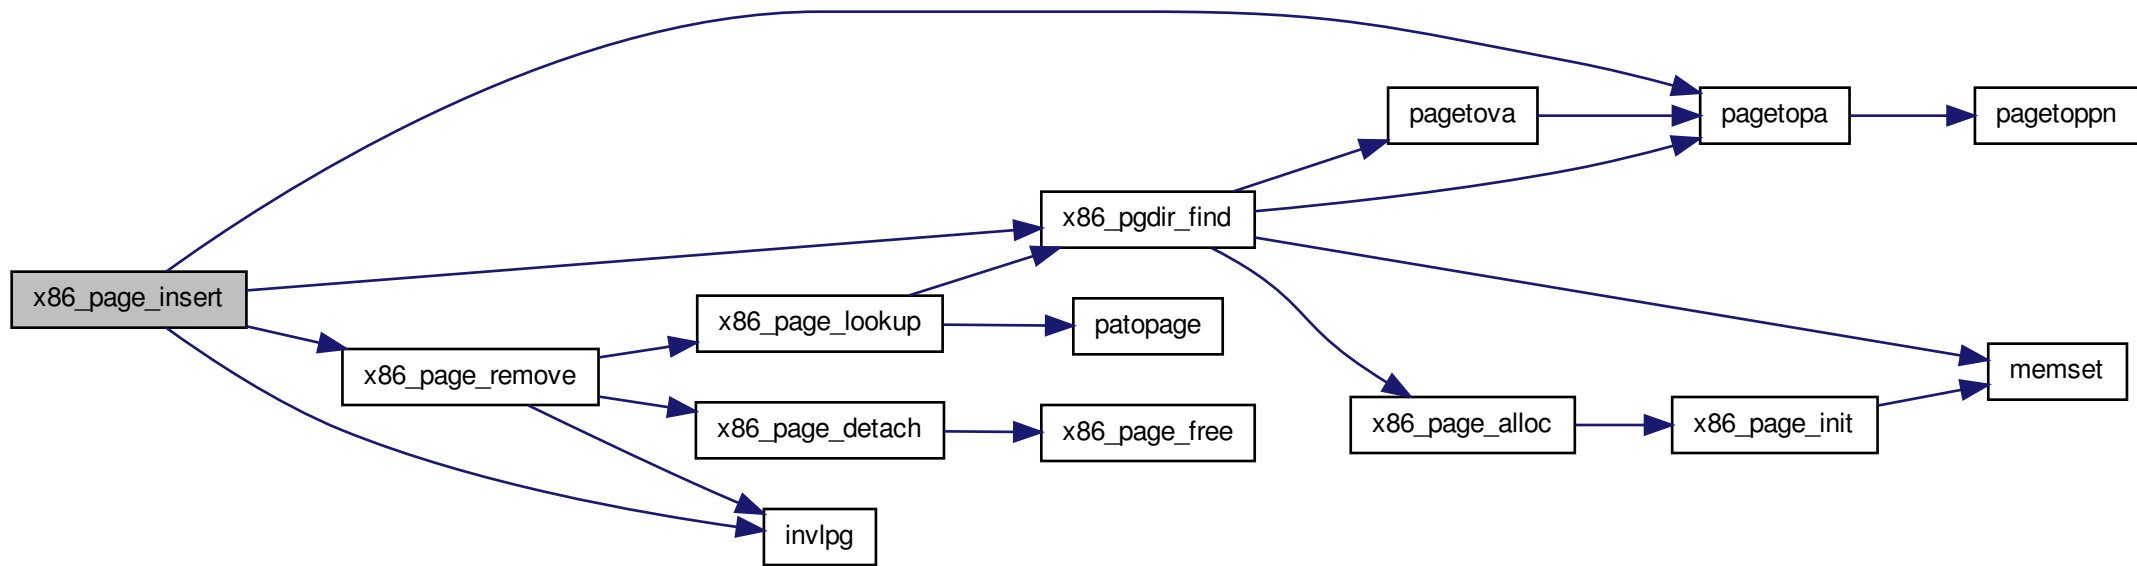 pagetova
pagetopa
pagetoppn
x86_pgdir_find
x86_page_insert
x86_page_lookup
patopage
x86_page_remove
memset
x86_page_detach
x86_page_free
x86_page_alloc
x86_page_init
invlpg